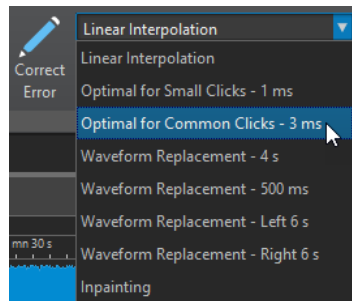 Linear Interpolation
Correct
Error
Linear Interpolation
Optimal for Small Clicks - 1 ms
Optimal for Common Clicks - 3 ms
Waveform Replacement - 4 s
Waveform Replacement - 500 ms
Waveform Replacement - Left 6 s
Waveform Replacement - Right 6 s
mn 30 s
Inpainting